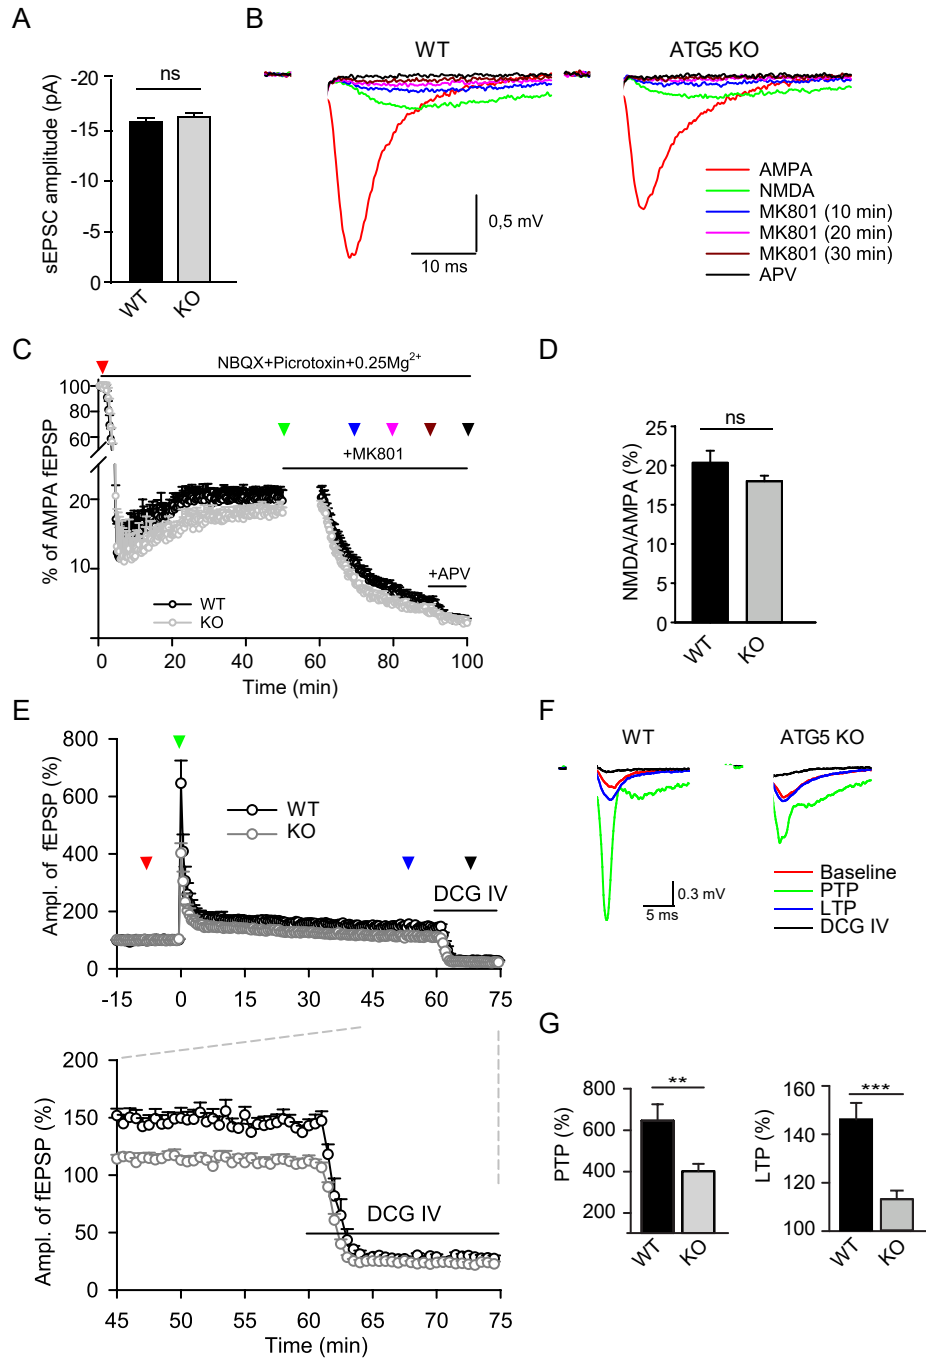 A
B
sEPSC amplitude (pA)
-20
-15
-10
-5
0
ns
WT
KO
WT
ATG5 KO
0,5 mV
10 ms
AMPA
NMDA
MK801 (10 min)
MK801 (20 min)
MK801 (30 min)
APV
C
NBQX+Picrotoxin+0.25Mg²⁺
% of AMPA fEPSP
100
80
60
20
10
+MK801
+APV
WT
KO
0
20
40
60
80
100
Time (min)
D
NMDA/AMPA (%)
25
20
15
10
5
0
ns
WT
KO
E
Ampl. of fEPSP (%)
800
600
400
200
0
WT
KO
DCG IV
-15
0
15
30
45
60
75
Ampl. of fEPSP (%)
200
150
100
50
0
DCG IV
45
50
55
60
65
70
75
Time (min)
F
WT
ATG5 KO
0.3 mV
5 ms
Baseline
PTP
LTP
DCG IV
G
PTP (%)
800
600
400
200
**
WT
KO
LTP (%)
160
140
120
100
***
WT
KO